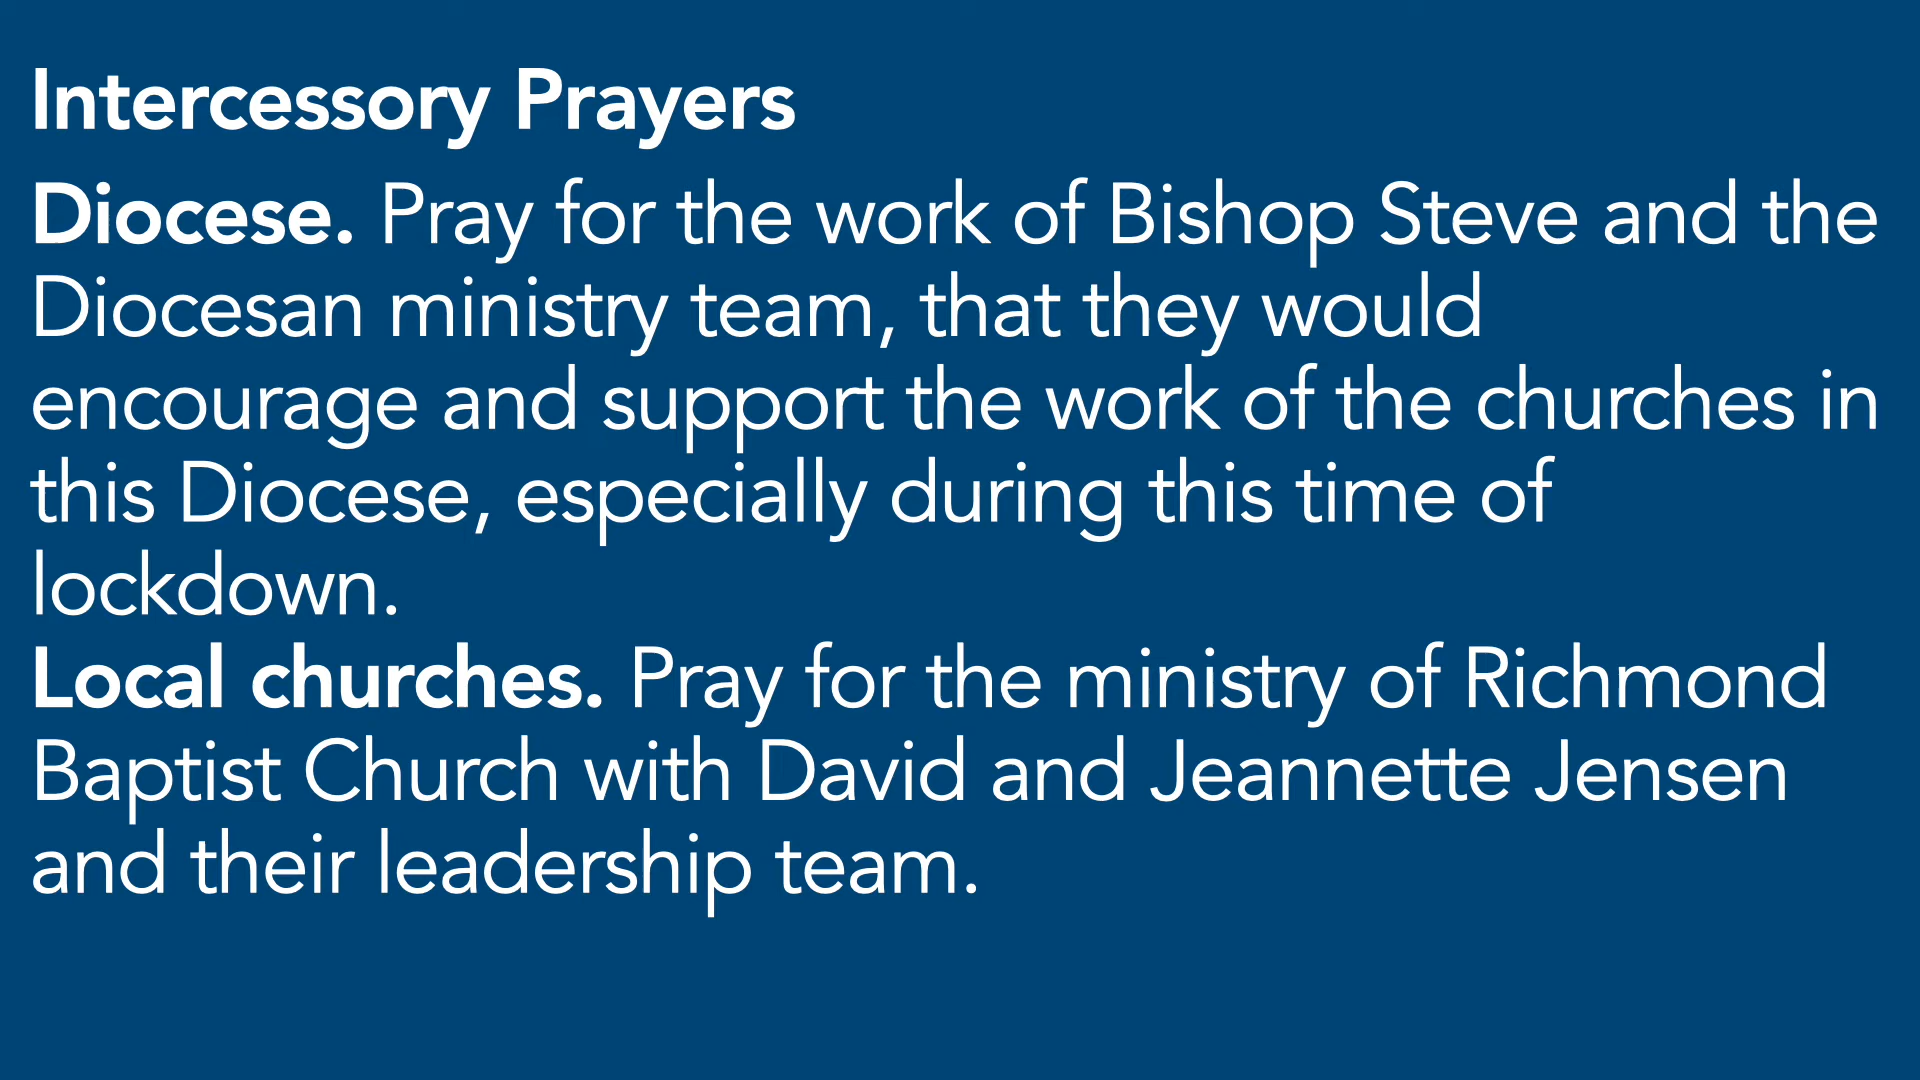 Intercessory Prayers
Diocese. Pray for the work of Bishop Steve and the
Diocesan ministry team, that they would
encourage and support the work of the churches in
this Diocese, especially during this time of
lockdown.
Local churches. Pray for the ministry of Richmond
Baptist Church with David and Jeannette Jensen
and their leadership team.